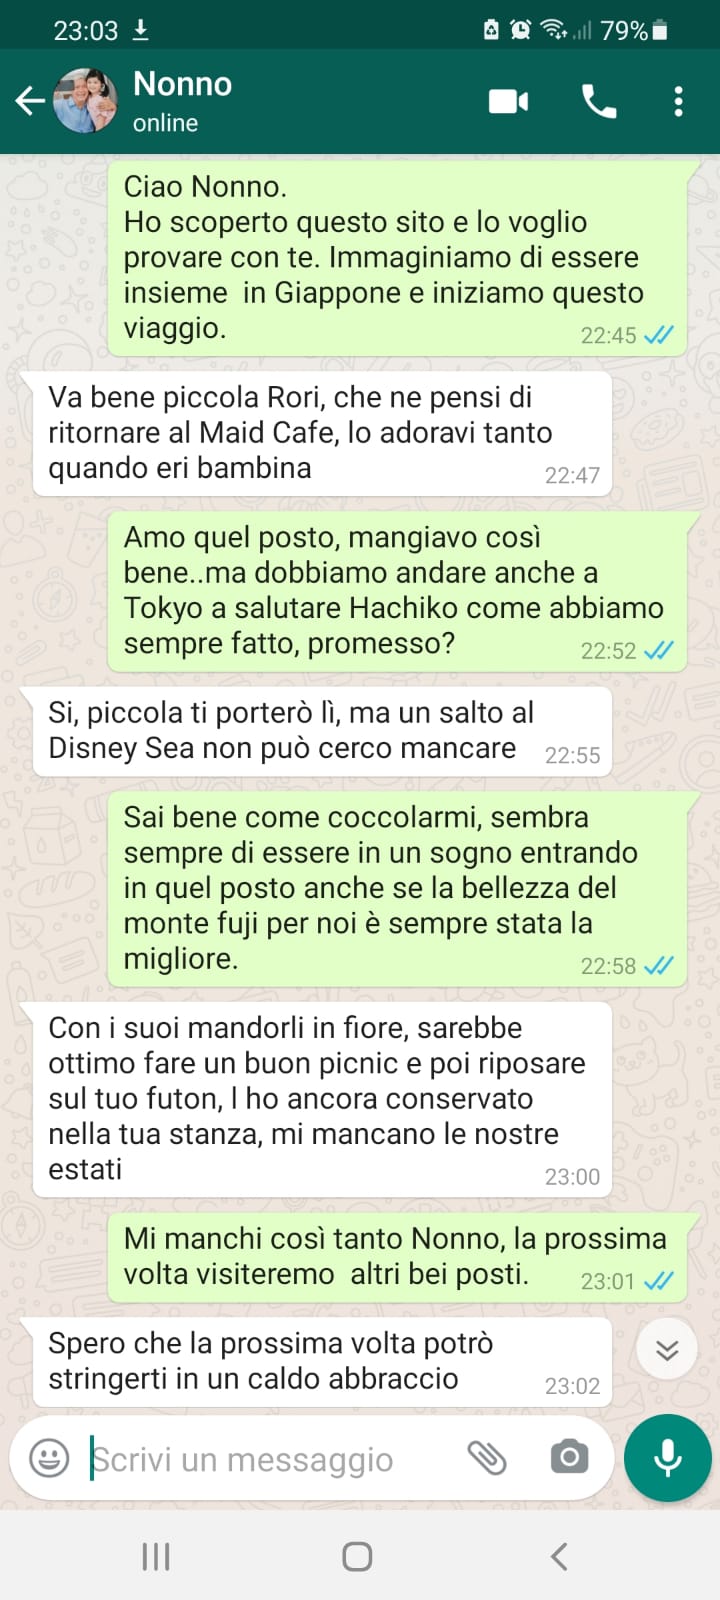 23:03
79%
Nonno
online
Ciao Nonno.
Ho scoperto questo sito e lo voglio
provare con te. Immaginiamo di essere
insieme  in Giappone e iniziamo questo
viaggio.
22:45
Va bene piccola Rori, che ne pensi di
ritornare al Maid Cafe, lo adoravi tanto
quando eri bambina
22:47
Amo quel posto, mangiavo così
bene..ma dobbiamo andare anche a
Tokyo a salutare Hachiko come abbiamo
sempre fatto, promesso?
22:52
Si, piccola ti porterò lì, ma un salto al
Disney Sea non può cerco mancare
22:55
Sai bene come coccolarmi, sembra
sempre di essere in un sogno entrando
in quel posto anche se la bellezza del
monte fuji per noi è sempre stata la
migliore.
22:58
Con i suoi mandorli in fiore, sarebbe
ottimo fare un buon picnic e poi riposare
sul tuo futon, l ho ancora conservato
nella tua stanza, mi mancano le nostre
estati
23:00
Mi manchi così tanto Nonno, la prossima
volta visiteremo  altri bei posti.
23:01
Spero che la prossima volta potrò
stringerti in un caldo abbraccio
23:02
Scrivi un messaggio